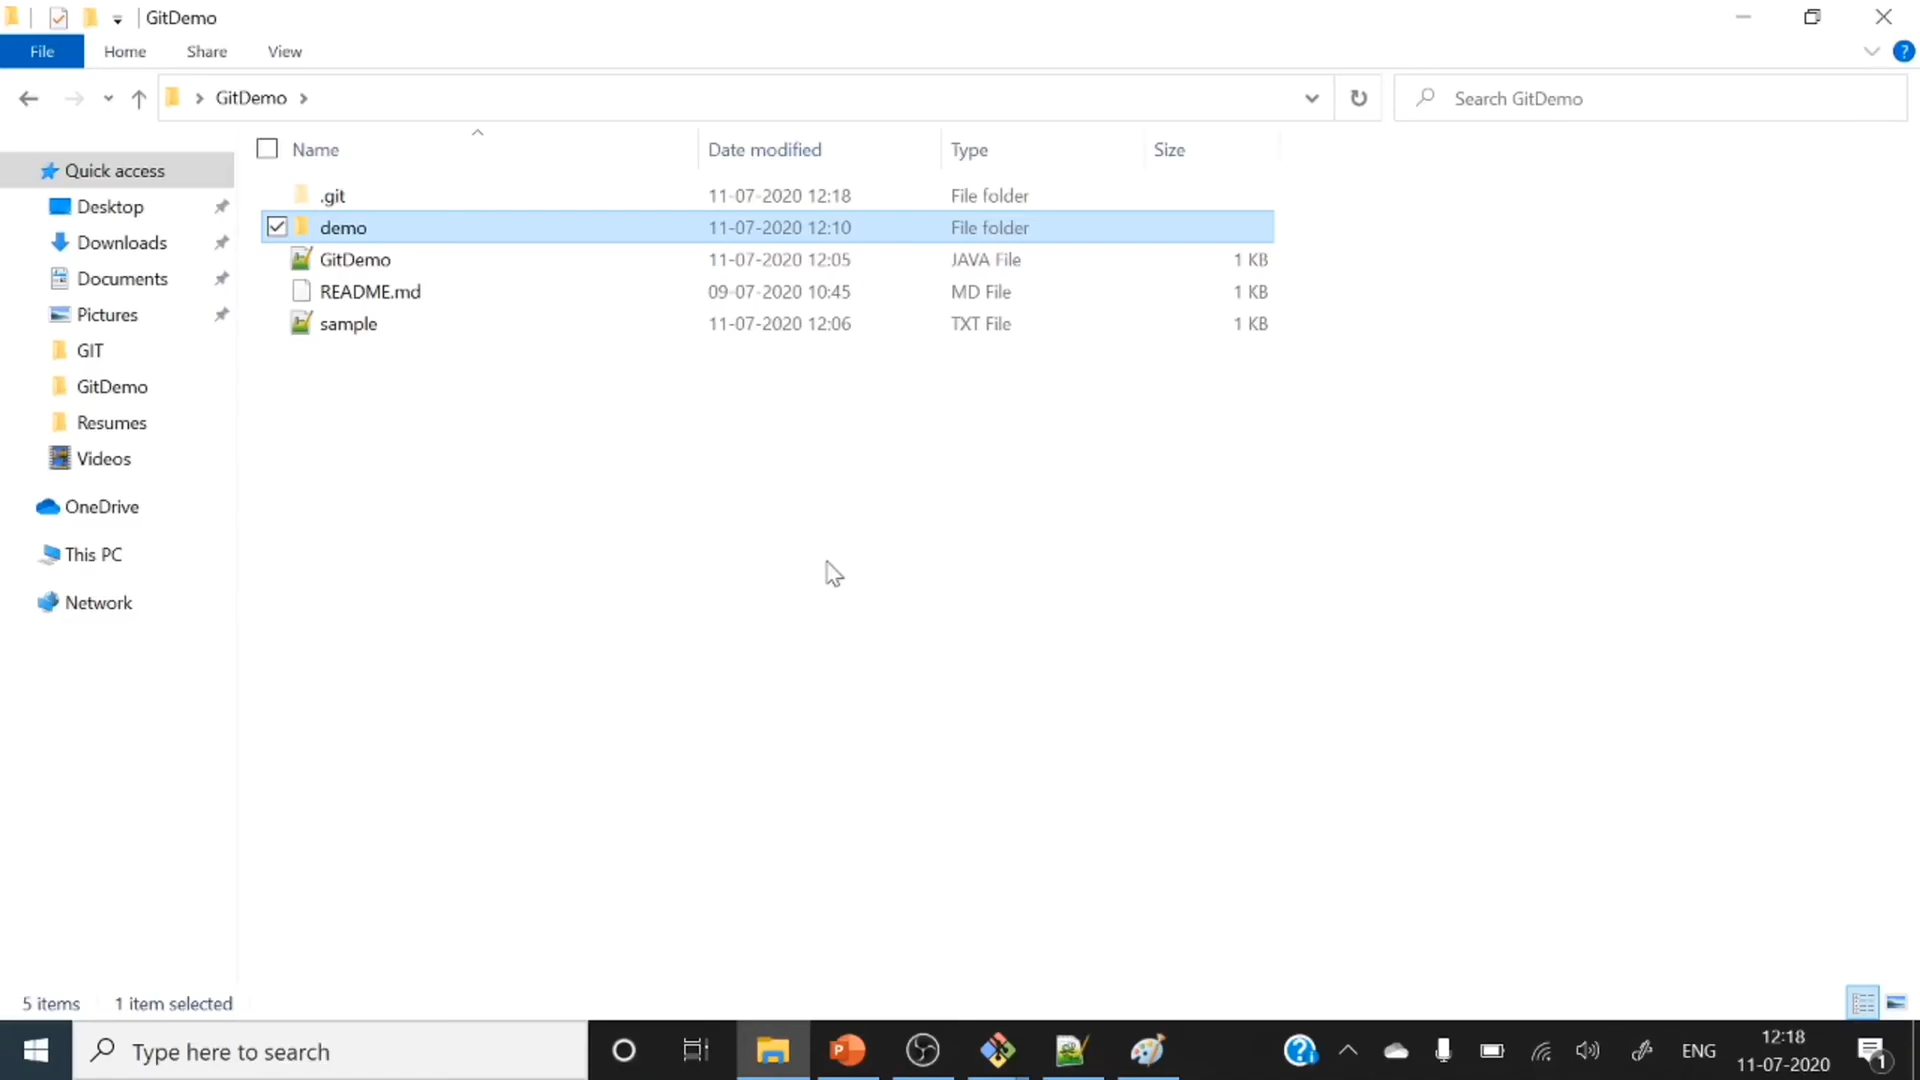 GitDemo
File Home Share View
GitDemo
Search GitDemo
Name Date modified Type Size
Quick access
Desktop
Downloads
Documents
Pictures
GIT
GitDemo
Resumes
Videos
OneDrive
This PC
Network
.git 11-07-2020 12:18 File folder
demo 11-07-2020 12:10 File folder
GitDemo 11-07-2020 12:05 JAVA File 1 KB
README.md 09-07-2020 10:45 MD File 1 KB
sample 11-07-2020 12:06 TXT File 1 KB
5 items 1 item selected
Type here to search
ENG
12:18
11-07-2020
1